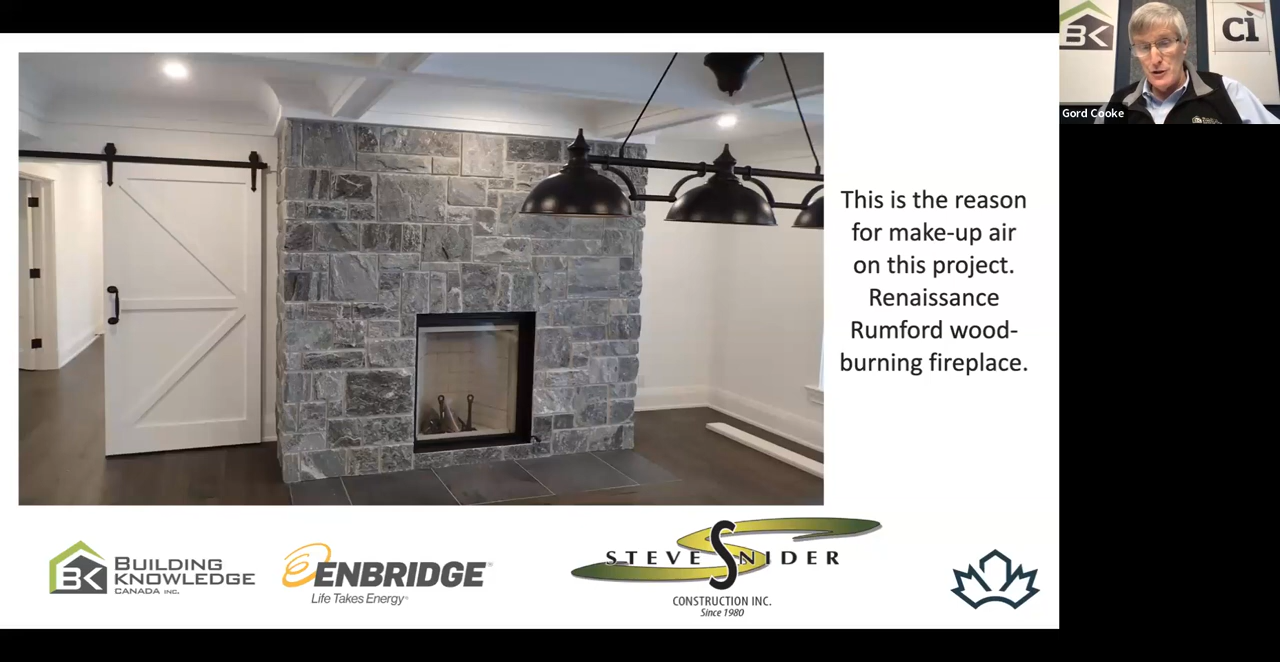 BK
ci
Gord Cooke
This is the reason
for make-up air
on this project.
Renaissance
Rumford wood-
burning fireplace.
BK
BUILDING
KNOWLEDGE
CANADA INC.
ENBRIDGE®
Life Takes Energy
STEVE SNIDER
CONSTRUCTION INC.
Since 1980